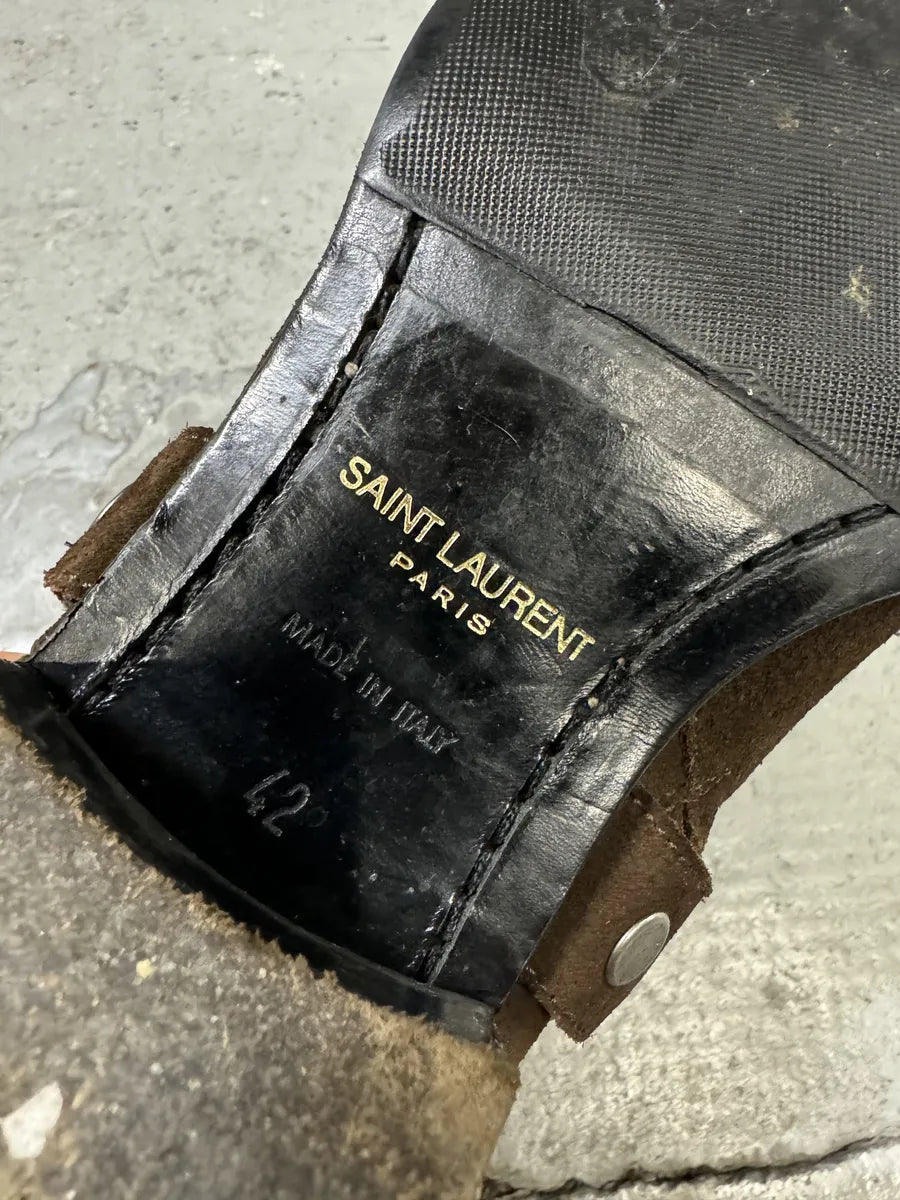 SAINT LAURENT
PARIS
MADE IN ITALY
42